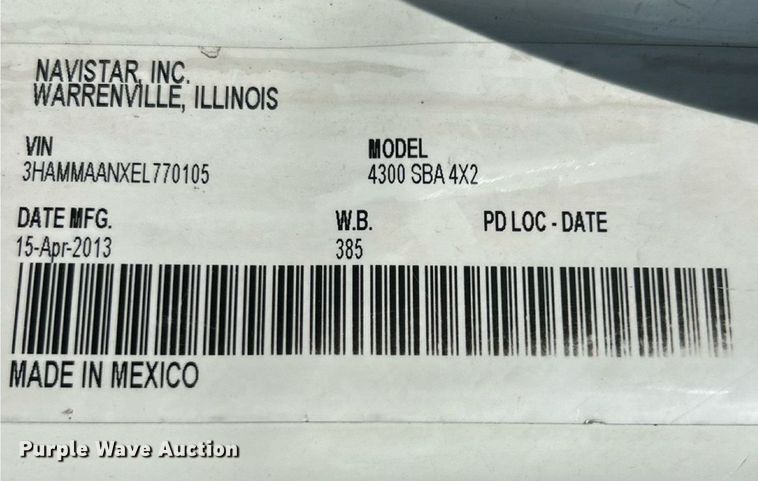 NAVISTAR, INC.
WARRENVILLE, ILLINOIS
VIN MODEL
3HAMMAANXEL770105 4300 SBA 4X2
DATE MFG. W.B. PD LOC - DATE
15-Apr-2013 385
MADE IN MEXICO
Purple Wave Auction